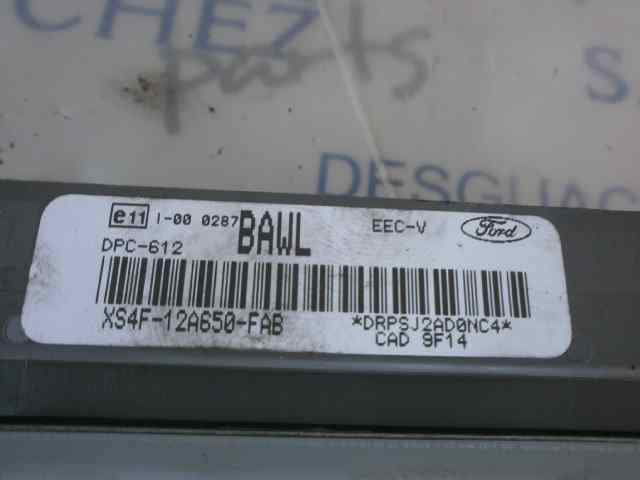 CHEZ
parts
S.
DESGUAC
e11 I-00 0287 BAWL EEC-V Ford
DPC-612
XS4F-12A650-FAB *DRPSJ2AD0NC4*
CAD 9F14